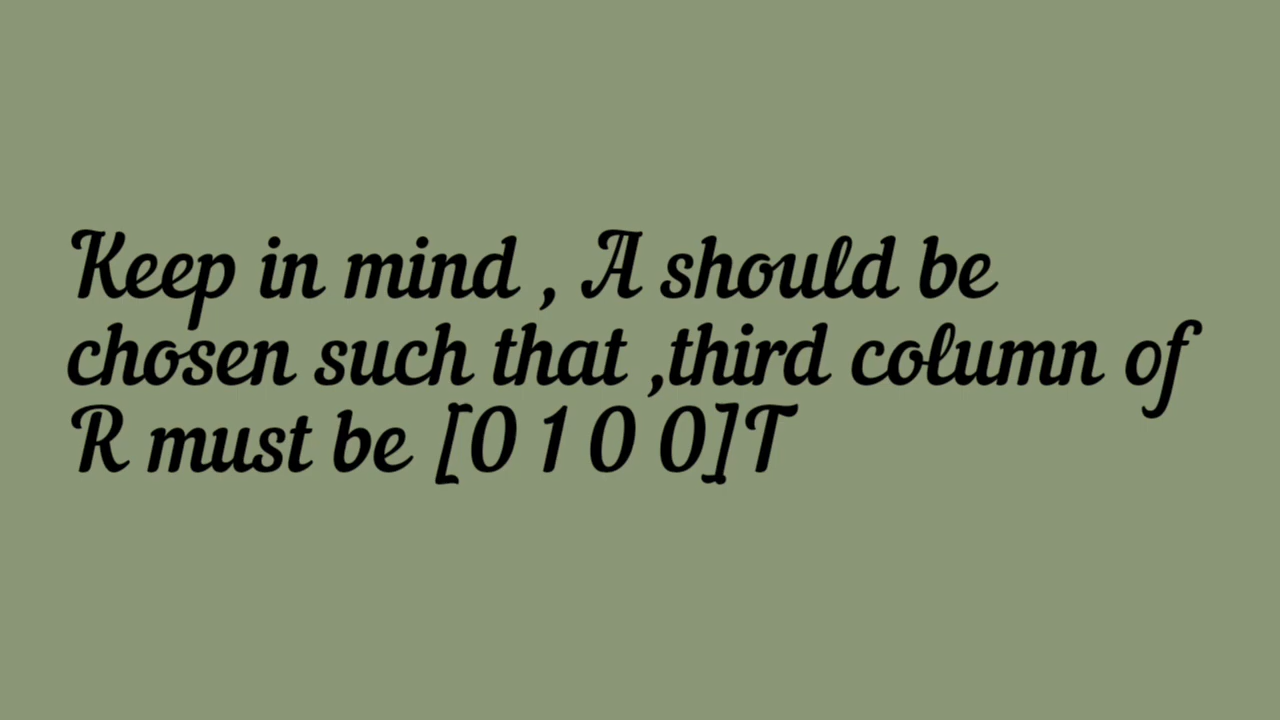 Keep in mind , A should be
chosen such that ,third column of
R must be [0 1 0 0]T